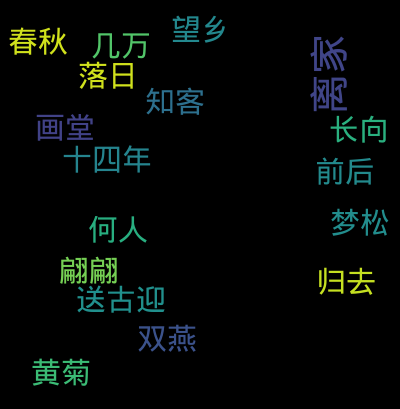 望乡
春秋
几万
离家
落日
知客
画堂
长向
十四年
前后
梦松
何人
翩翩
归去
送古迎
双燕
黄菊